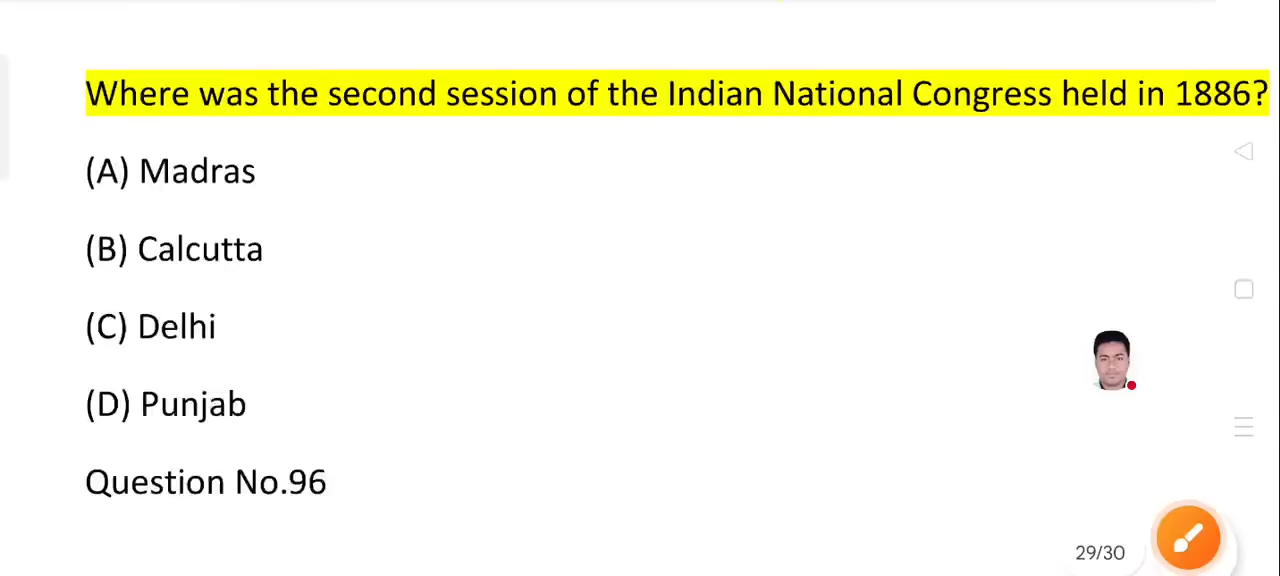 Where was the second session of the Indian National Congress held in 1886?
(A) Madras
(B) Calcutta
(C) Delhi
(D) Punjab
Question No.96
29/30